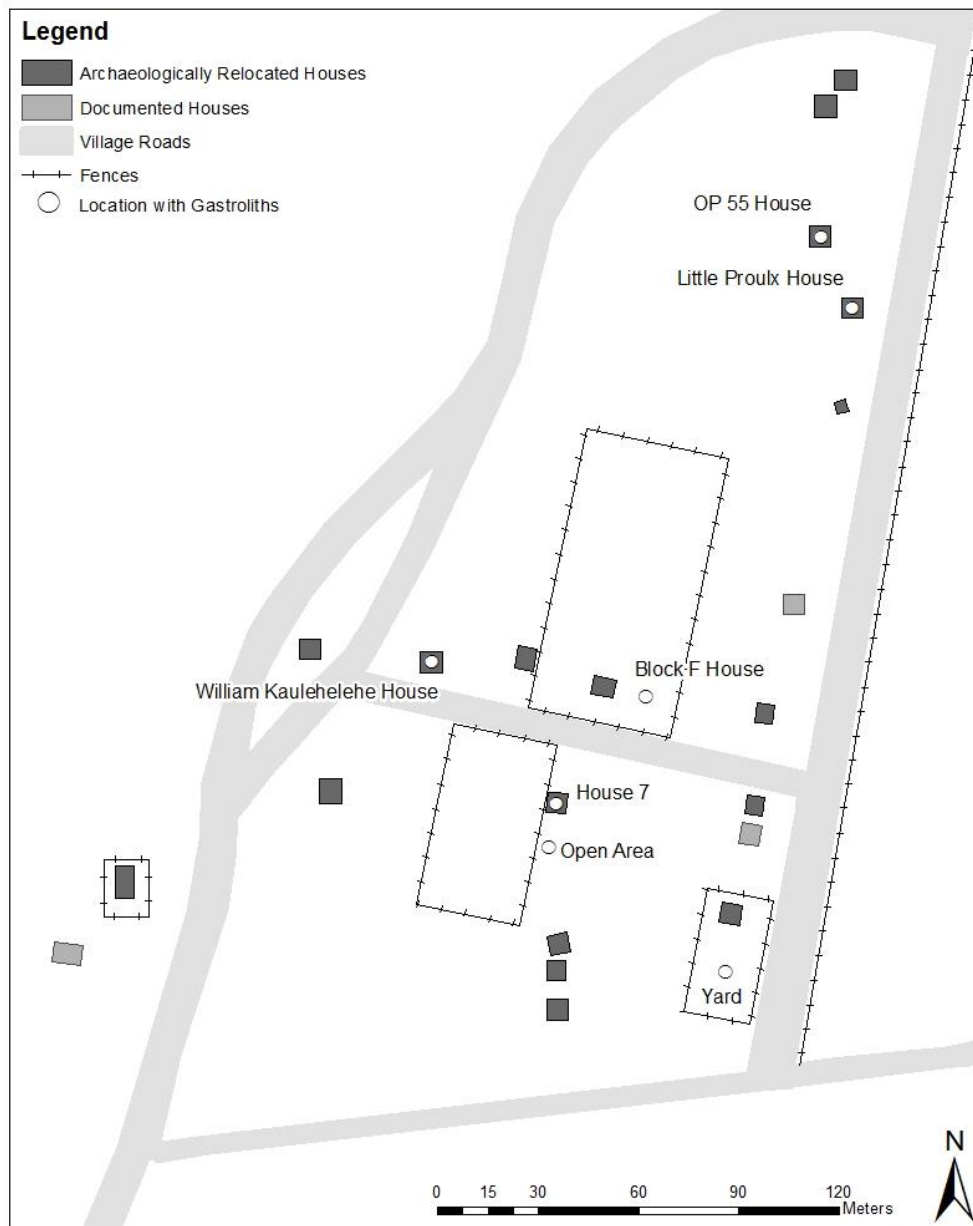 Legend
Archaeologically Relocated Houses
Documented Houses
Village Roads
Fences
Location with Gastroliths
OP 55 House
Little Proulx House
Block F House
William Kaulehelehe House
House 7
Open Area
Yard
N
0 15 30 60 90 120
Meters